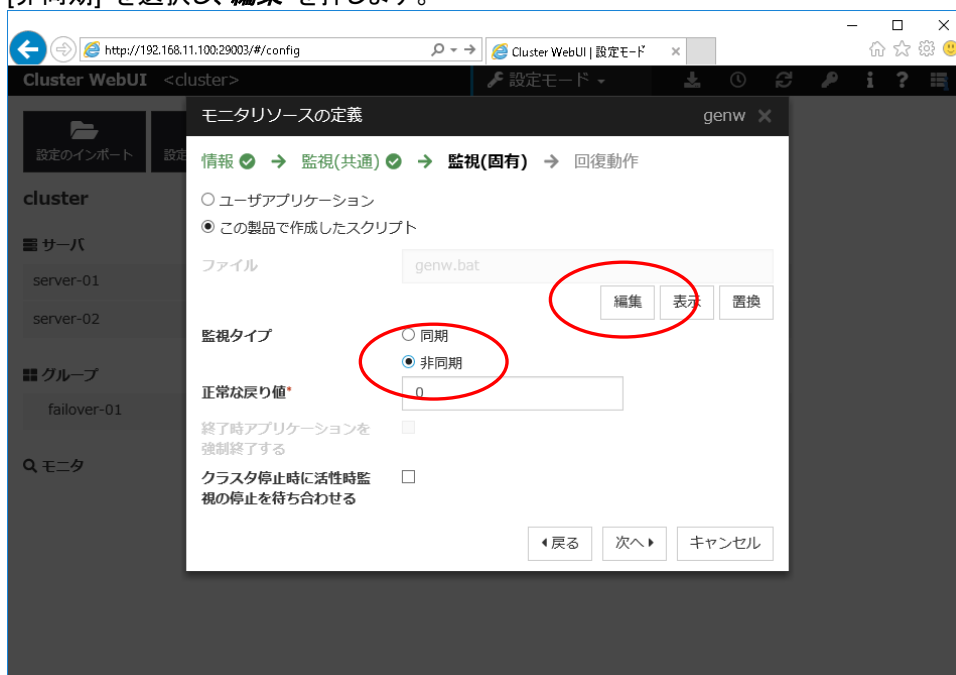 [非同期] を選択し、編集 を押します。
http://192.168.11.100:29003/#/config
Cluster WebUI | 設定モード
Cluster WebUI <cluster>
設定モード
モニタリソースの定義 genw
設定のインポート
情報 → 監視(共通) → 監視(固有) → 回復動作
cluster
ユーザアプリケーション
この製品で作成したスクリプト
サーバ
ファイル genw.bat
server-01
編集 表示 置換
server-02
監視タイプ 同期
非同期
グループ
正常な戻り値* 0
failover-01
終了時アプリケーションを
強制終了する
モニタ
クラスタ停止時に活性時監
視の停止を待ち合わせる
戻る 次へ キャンセル